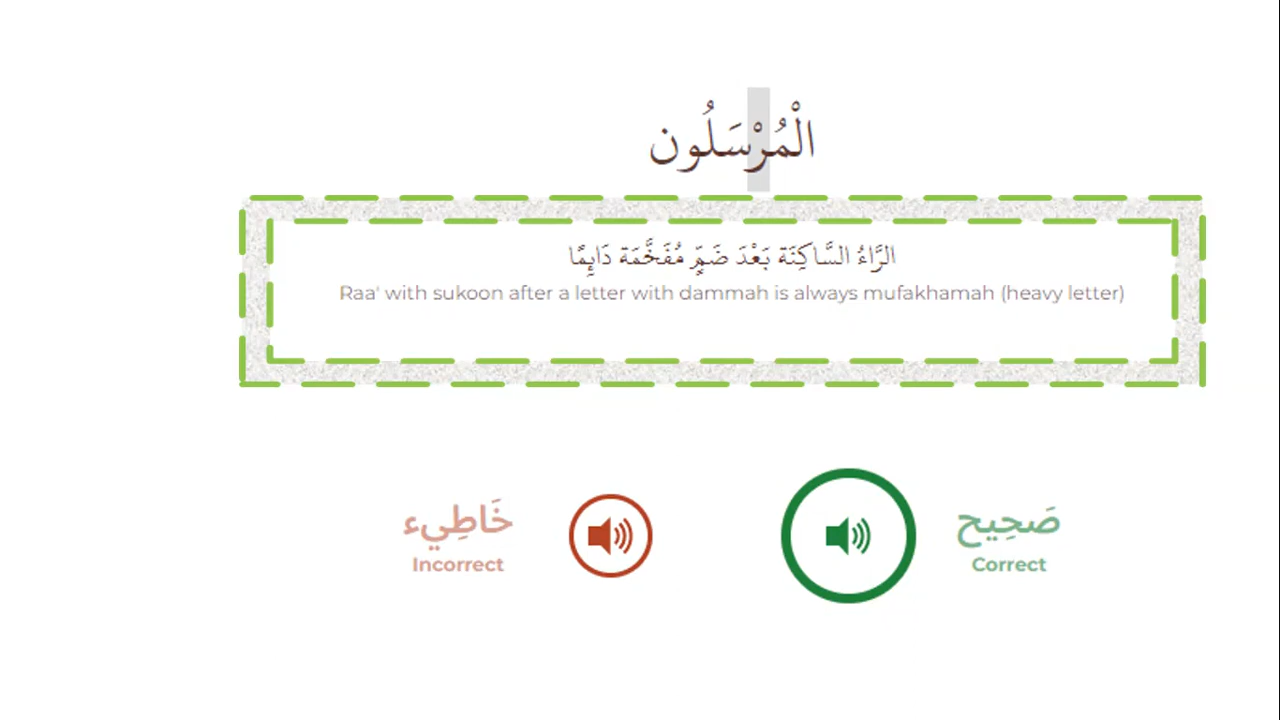 الْمُرْسَلُون
الرَّاءُ السَّاكِنَة بَعْدَ ضَمٍّ مُفَخَّمَة دَائِمًا
Raa' with sukoon after a letter with dammah is always mufakhamah (heavy letter)
صَحِيح
Correct
خَاطِيء
Incorrect